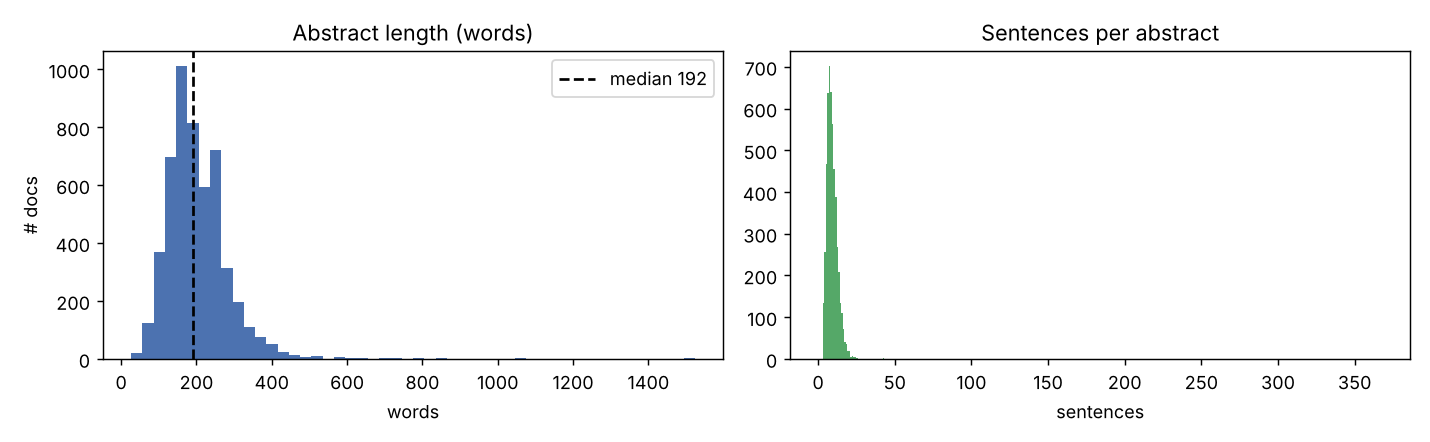 Abstract length (words)
median 192
1000
800
600
400
200
0
# docs
0 200 400 600 800 1000 1200 1400
words
Sentences per abstract
700
600
500
400
300
200
100
0
0 50 100 150 200 250 300 350
sentences